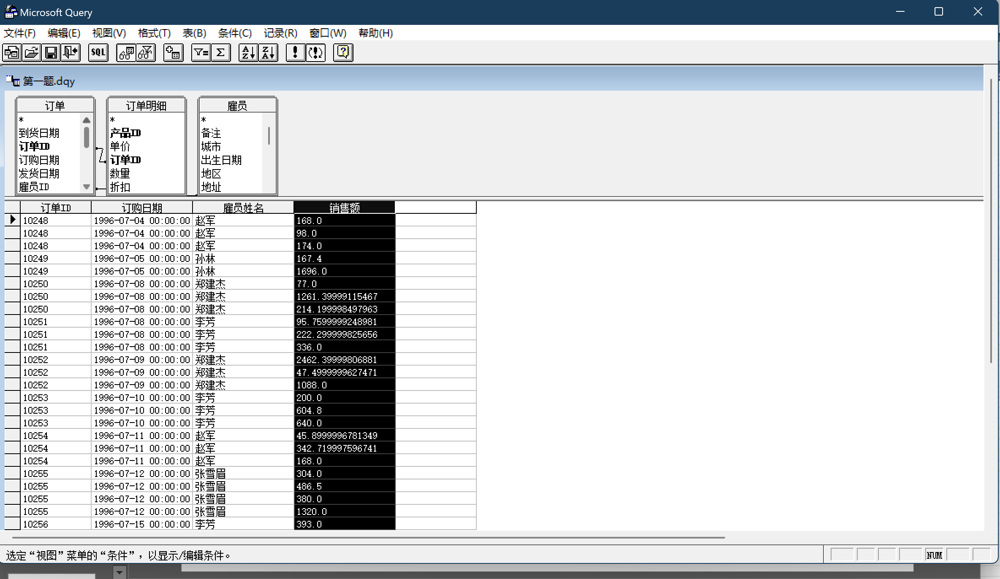 Microsoft Query
文件(F) 编辑(E) 视图(V) 格式(T) 表(B) 条件(C) 记录(R) 窗口(W) 帮助(H)
SQL
第一题.dqy
订单
*
到货日期
订单ID
订购日期
发货日期
雇员ID
订单明细
*
产品ID
单价
订单ID
数量
折扣
雇员
*
备注
城市
出生日期
地区
地址
订单ID 订购日期 雇员姓名 销售额
10248 1996-07-04 00:00:00 赵军 168.0
10248 1996-07-04 00:00:00 赵军 98.0
10248 1996-07-04 00:00:00 赵军 174.0
10249 1996-07-05 00:00:00 孙林 167.4
10249 1996-07-05 00:00:00 孙林 1696.0
10250 1996-07-08 00:00:00 郑建杰 77.0
10250 1996-07-08 00:00:00 郑建杰 1261.39999115467
10250 1996-07-08 00:00:00 郑建杰 214.199998497963
10251 1996-07-08 00:00:00 李芳 95.7599999248981
10251 1996-07-08 00:00:00 李芳 222.299999825656
10251 1996-07-08 00:00:00 李芳 336.0
10252 1996-07-09 00:00:00 郑建杰 2462.39999806881
10252 1996-07-09 00:00:00 郑建杰 47.4999999627471
10252 1996-07-09 00:00:00 郑建杰 1088.0
10253 1996-07-10 00:00:00 李芳 200.0
10253 1996-07-10 00:00:00 李芳 604.8
10253 1996-07-10 00:00:00 李芳 640.0
10254 1996-07-11 00:00:00 赵军 45.8999996781349
10254 1996-07-11 00:00:00 赵军 342.719997596741
10254 1996-07-11 00:00:00 赵军 168.0
10255 1996-07-12 00:00:00 张雪眉 304.0
10255 1996-07-12 00:00:00 张雪眉 486.5
10255 1996-07-12 00:00:00 张雪眉 380.0
10255 1996-07-12 00:00:00 张雪眉 1320.0
10256 1996-07-15 00:00:00 李芳 393.0
选定“视图”菜单的“条件”，以显示/编辑条件。
NUM